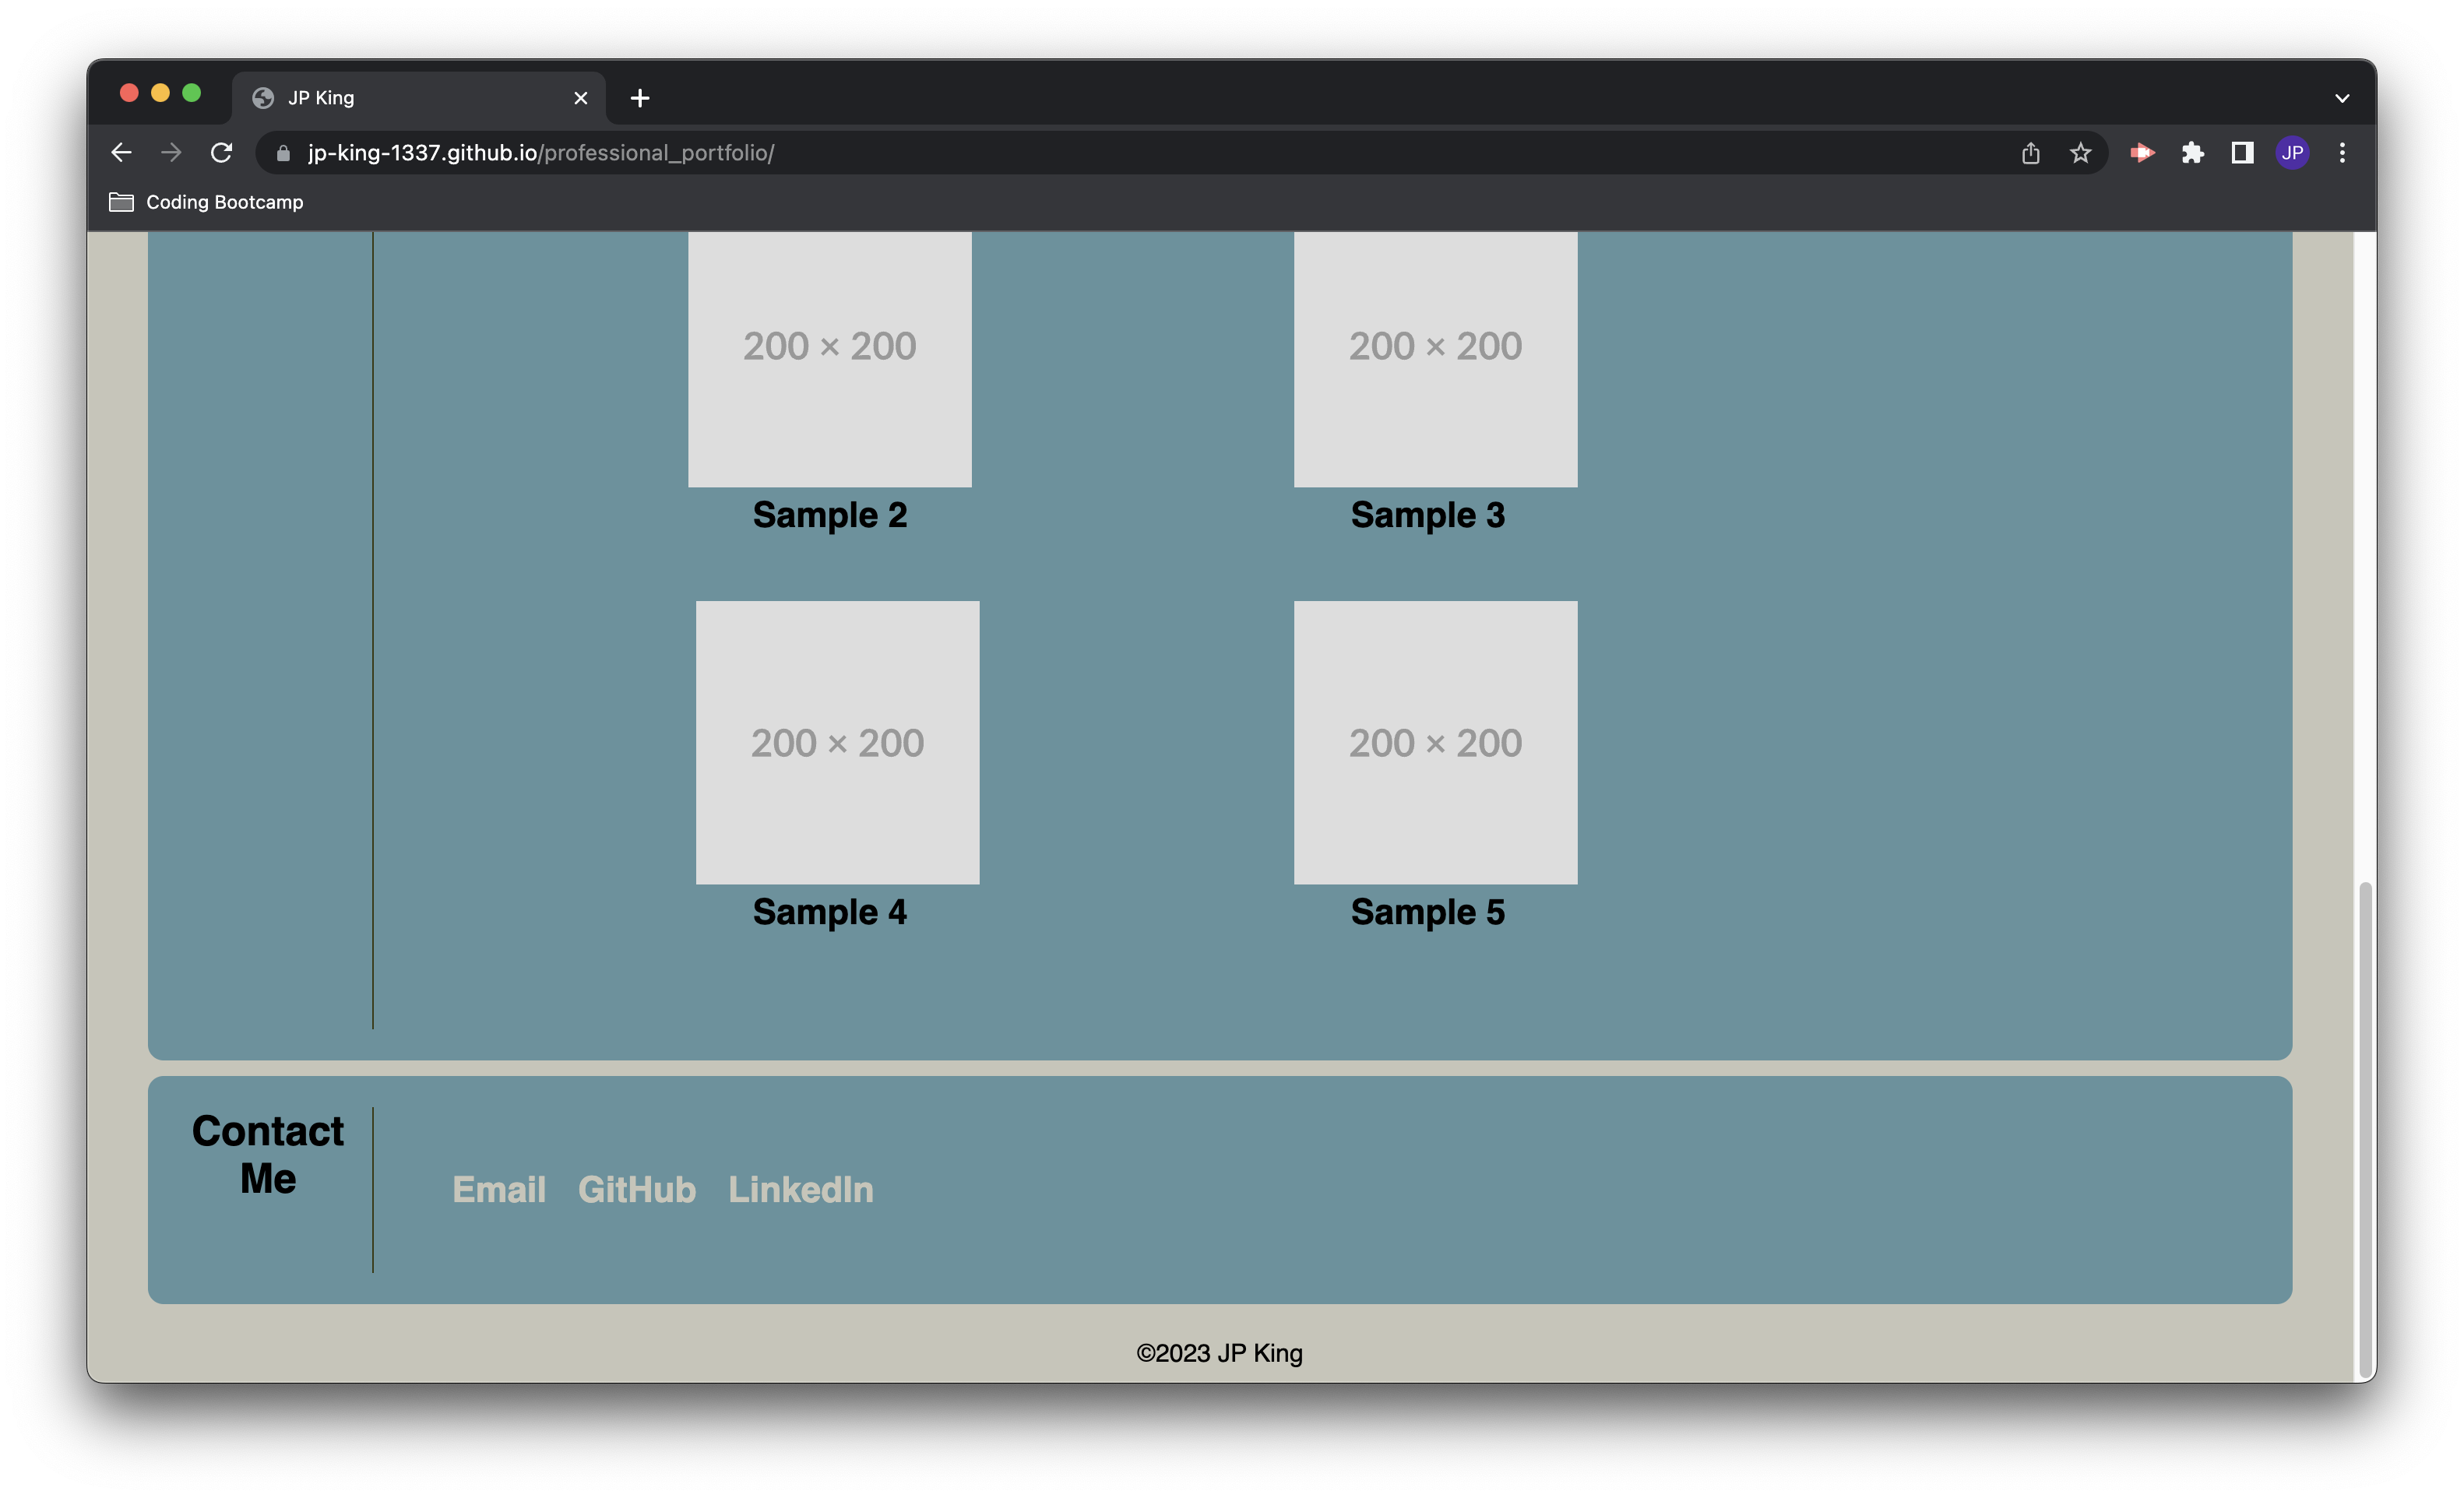 JP King
jp-king-1337.github.io/professional_portfolio/
JP
Coding Bootcamp
200 × 200
200 × 200
Sample 2
Sample 3
200 × 200
200 × 200
Sample 4
Sample 5
Contact
Me
Email GitHub LinkedIn
©2023 JP King